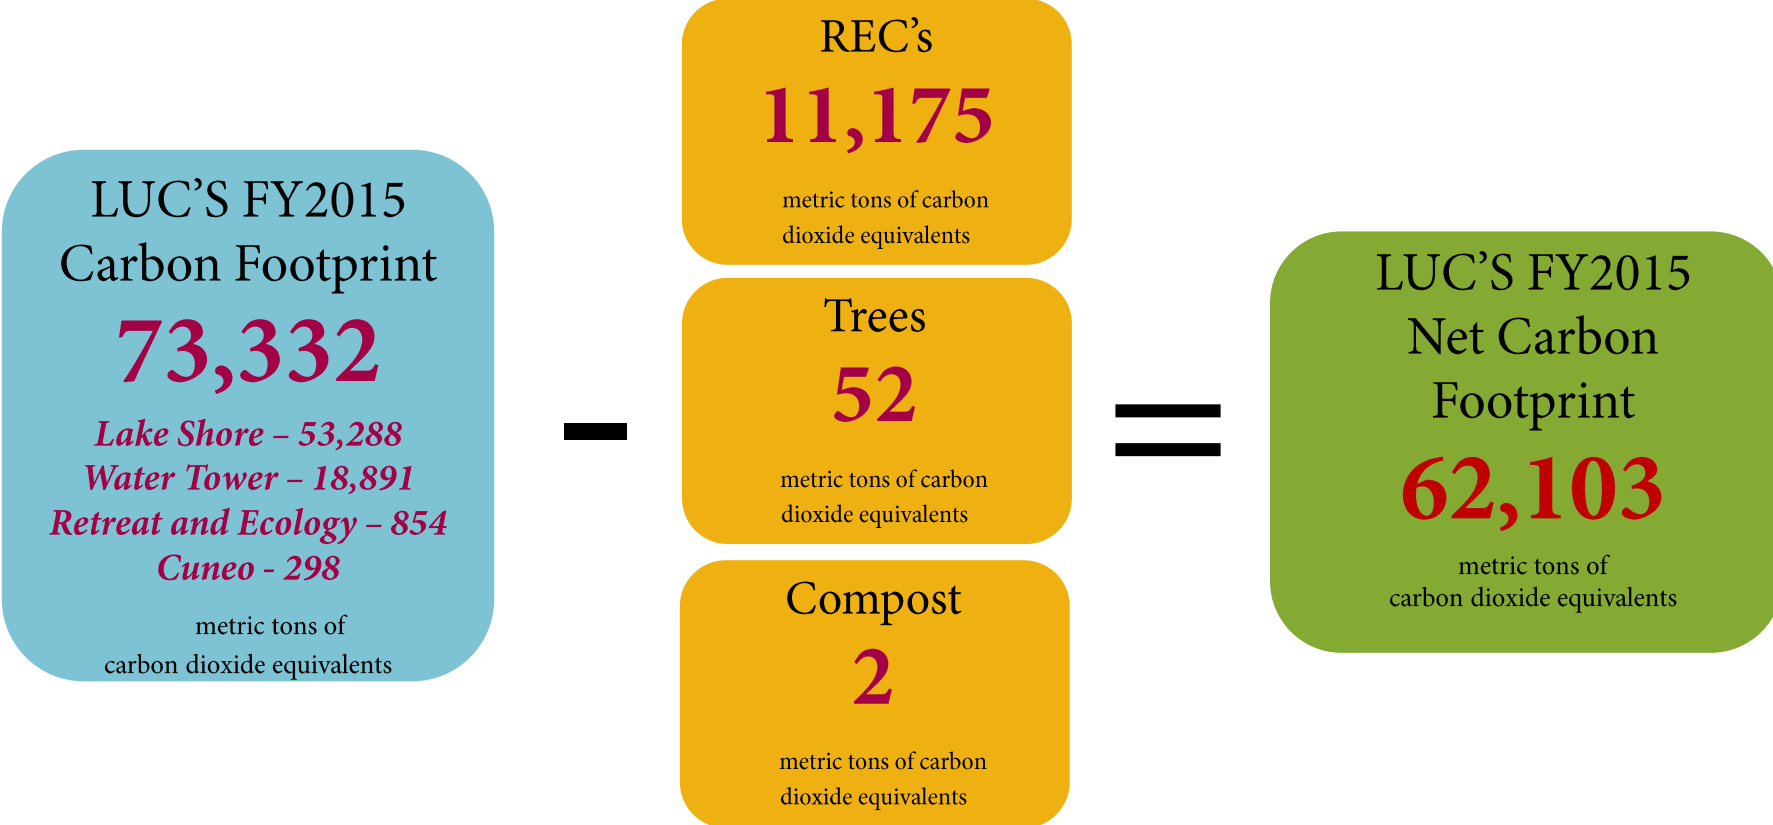 LUC’S FY2015
Carbon Footprint
73,332
Lake Shore – 53,288
Water Tower – 18,891
Retreat and Ecology – 854
Cuneo - 298
metric tons of
carbon dioxide equivalents
-
REC’s
11,175
metric tons of carbon
dioxide equivalents
Trees
52
metric tons of carbon
dioxide equivalents
Compost
2
metric tons of carbon
dioxide equivalents
=
LUC’S FY2015
Net Carbon
Footprint
62,103
metric tons of
carbon dioxide equivalents